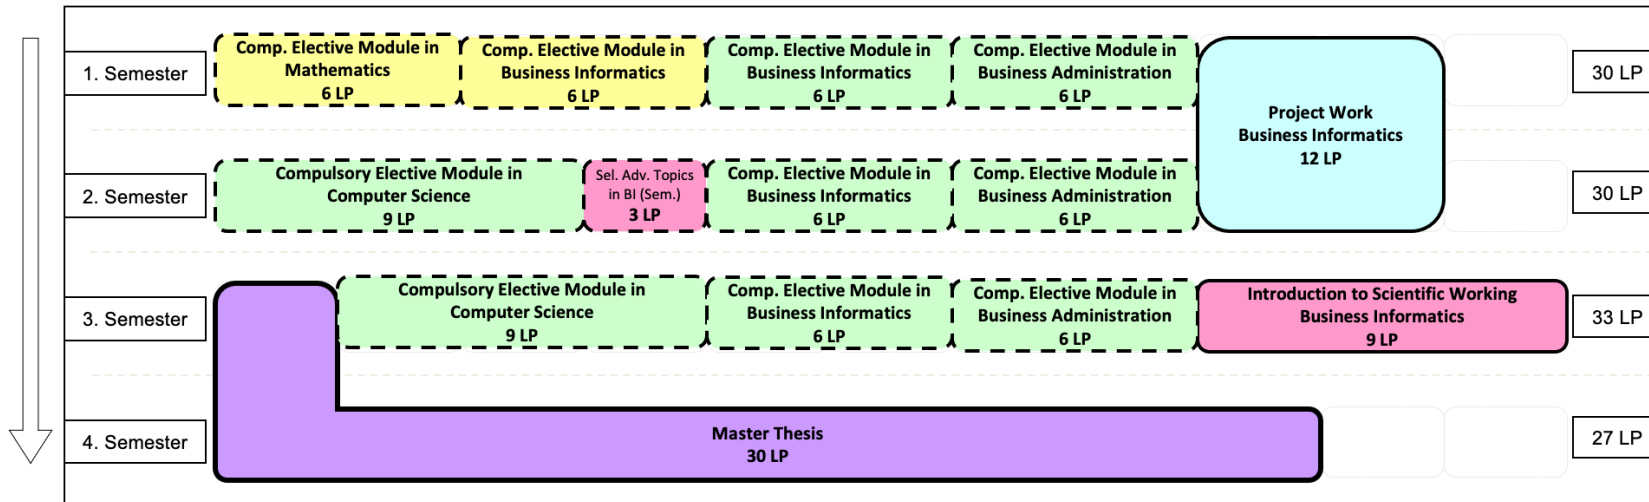 1. Semester
Comp. Elective Module in
Mathematics
6 LP
Comp. Elective Module in
Business Informatics
6 LP
Comp. Elective Module in
Business Informatics
6 LP
Comp. Elective Module in
Business Administration
6 LP
Project Work
Business Informatics
12 LP
30 LP
2. Semester
Compulsory Elective Module in
Computer Science
9 LP
Sel. Adv. Topics
in BI (Sem.)
3 LP
Comp. Elective Module in
Business Informatics
6 LP
Comp. Elective Module in
Business Administration
6 LP
30 LP
3. Semester
Compulsory Elective Module in
Computer Science
9 LP
Comp. Elective Module in
Business Informatics
6 LP
Comp. Elective Module in
Business Administration
6 LP
Introduction to Scientific Working
Business Informatics
9 LP
33 LP
4. Semester
Master Thesis
30 LP
27 LP